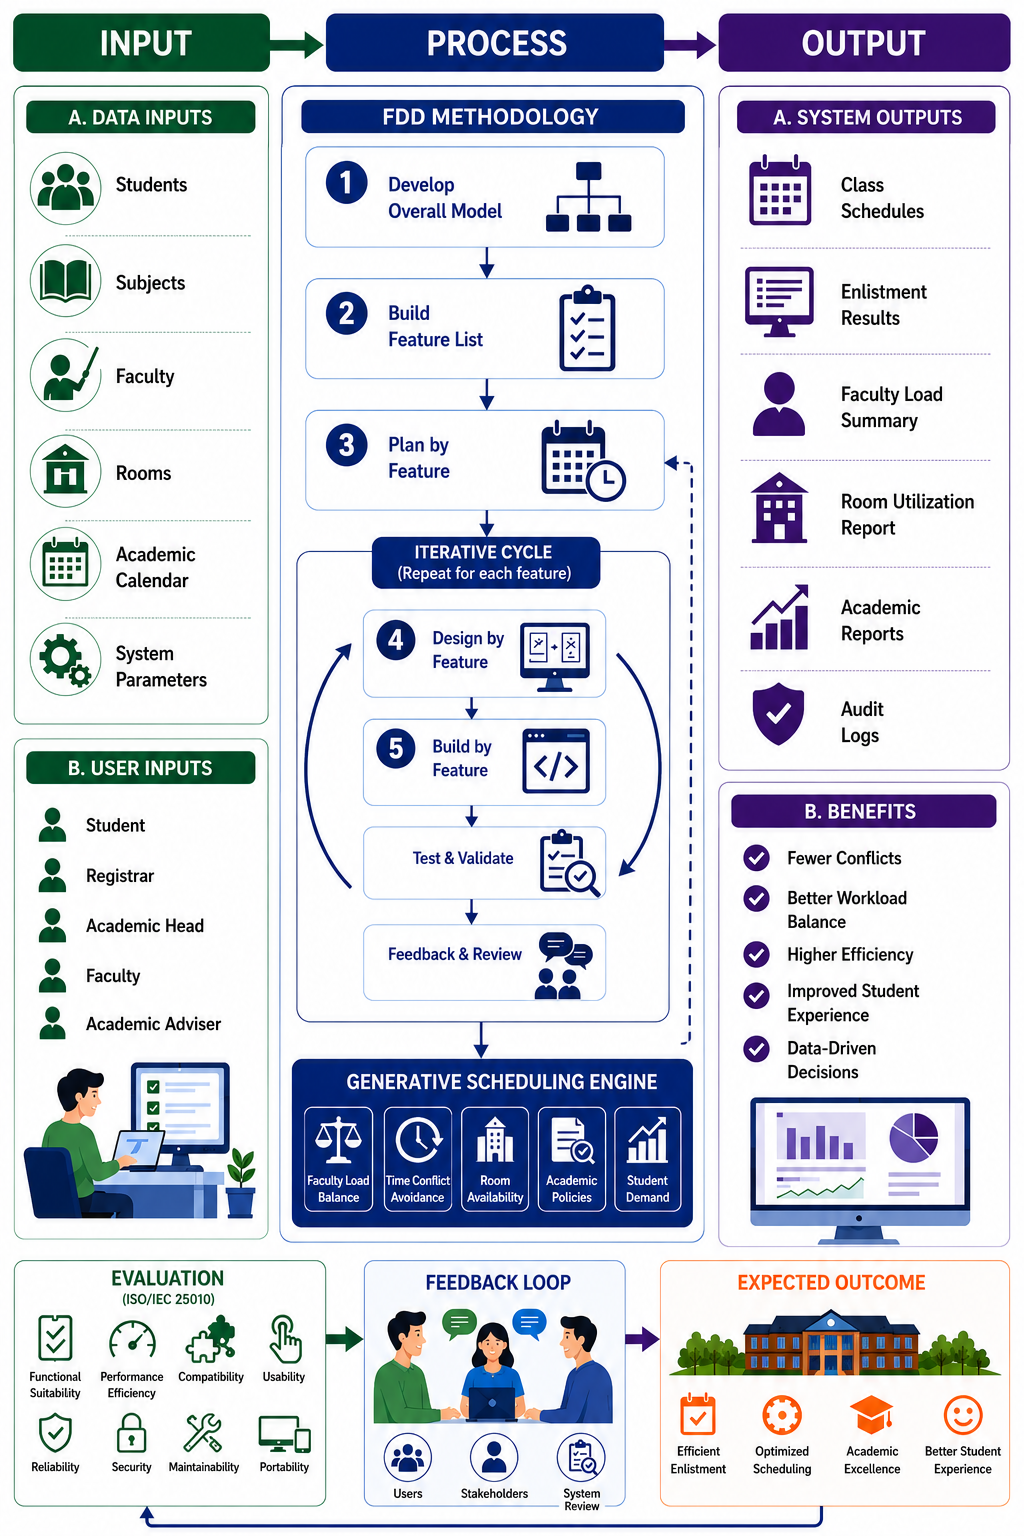 INPUT
PROCESS
OUTPUT
A. DATA INPUTS
Students
Subjects
Faculty
Rooms
Academic
Calendar
System
Parameters
B. USER INPUTS
Student
Registrar
Academic Head
Faculty
Academic Adviser
FDD METHODOLOGY
1
Develop
Overall Model
2
Build
Feature List
3
Plan by
Feature
ITERATIVE CYCLE
(Repeat for each feature)
4
Design by
Feature
5
Build by
Feature
</>
Test & Validate
Feedback & Review
GENERATIVE SCHEDULING ENGINE
Faculty Load
Balance
Time Conflict
Avoidance
Room
Availability
Academic
Policies
Student
Demand
A. SYSTEM OUTPUTS
Class
Schedules
Enlistment
Results
Faculty Load
Summary
Room Utilization
Report
Academic
Reports
Audit
Logs
B. BENEFITS
Fewer Conflicts
Better Workload
Balance
Higher Efficiency
Improved Student
Experience
Data-Driven
Decisions
EVALUATION
(ISO/IEC 25010)
Functional
Suitability
Performance
Efficiency
Compatibility
Usability
Reliability
Security
Maintainability
Portability
FEEDBACK LOOP
Users
Stakeholders
System
Review
EXPECTED OUTCOME
Efficient
Enlistment
Optimized
Scheduling
Academic
Excellence
Better Student
Experience